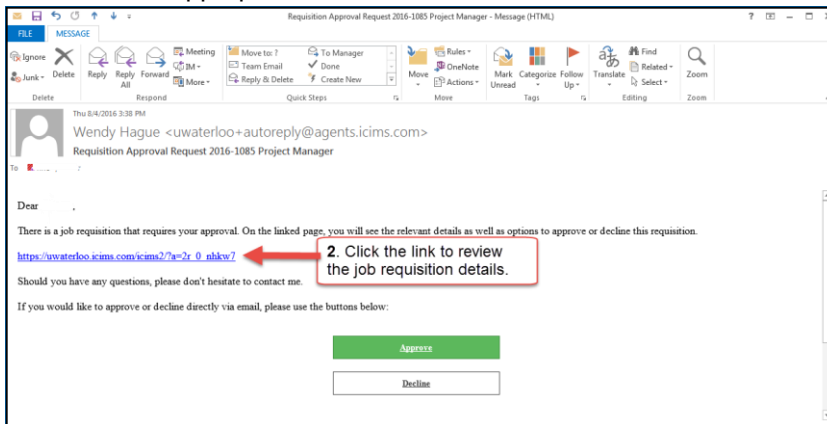 Requisition Approval Request 2016-1085 Project Manager - Message (HTML)
FILE MESSAGE
Ignore
Junk
Delete
Delete
Reply
Reply All
Forward
Meeting
IM
More
Respond
Move to: ?
Team Email
Reply & Delete
To Manager
Done
Create New
Quick Steps
Move
Rules
OneNote
Actions
Move
Mark Unread
Categorize
Follow Up
Tags
Translate
Find
Related
Select
Editing
Zoom
Zoom
Thu 8/4/2016 3:38 PM
Wendy Hague <uwaterloo+autoreply@agents.icims.com>
Requisition Approval Request 2016-1085 Project Manager
To
Dear ,
There is a job requisition that requires your approval. On the linked page, you will see the relevant details as well as options to approve or decline this requisition.
https://uwaterloo.icims.com/icims2/?a=2r_0_nhkw7
2. Click the link to review
the job requisition details.
Should you have any questions, please don't hesitate to contact me.
If you would like to approve or decline directly via email, please use the buttons below:
Approve
Decline